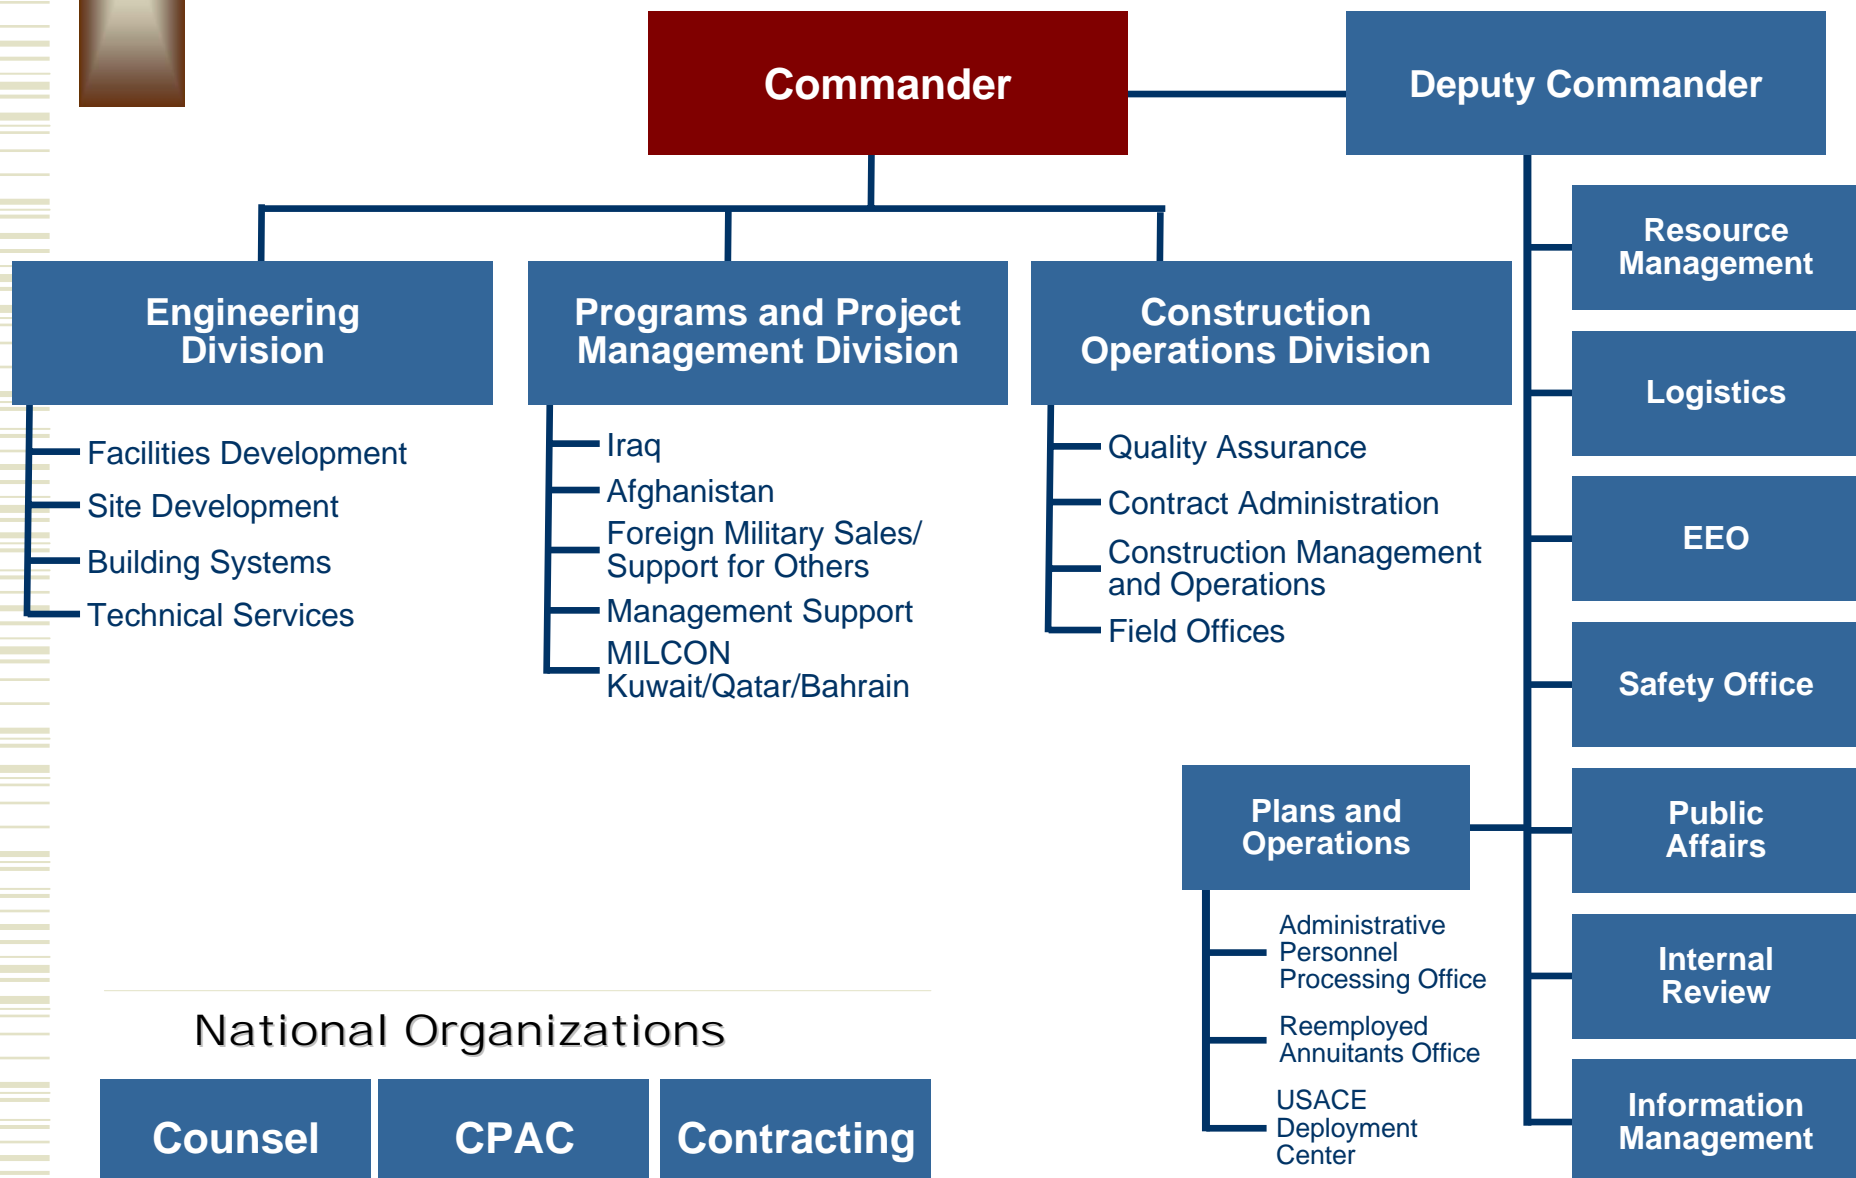 Commander
Deputy Commander
Engineering
Division
Facilities Development
Site Development
Building Systems
Technical Services
Programs and Project
Management Division
Iraq
Afghanistan
Foreign Military Sales/
Support for Others
Management Support
MILCON
Kuwait/Qatar/Bahrain
Construction
Operations Division
Quality Assurance
Contract Administration
Construction Management
and Operations
Field Offices
Resource
Management
Logistics
EEO
Safety Office
Public
Affairs
Internal
Review
Information
Management
Plans and
Operations
Administrative
Personnel
Processing Office
Reemployed
Annuitants Office
USACE
Deployment
Center
National Organizations
Counsel
CPAC
Contracting